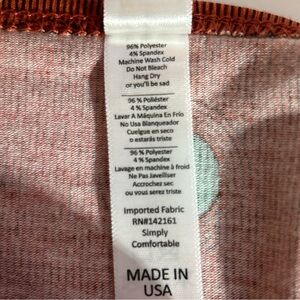 96% Polyester
4% Spandex
Machine Wash Cold
Do Not Bleach
Hang Dry
or you'll be sad
96 % Poliéster
4 % Spandex
Lavar A Máquina En Frío
No Usa Blanqueador
Cuelgue en seco
o estarás triste
96 % Polyester
4 % Spandex
Lavage en machine à froid
Ne Pas Javelliser
Accrochez sec
ou vous serez triste
Imported Fabric
RN#142161
Simply
Comfortable
MADE IN
USA